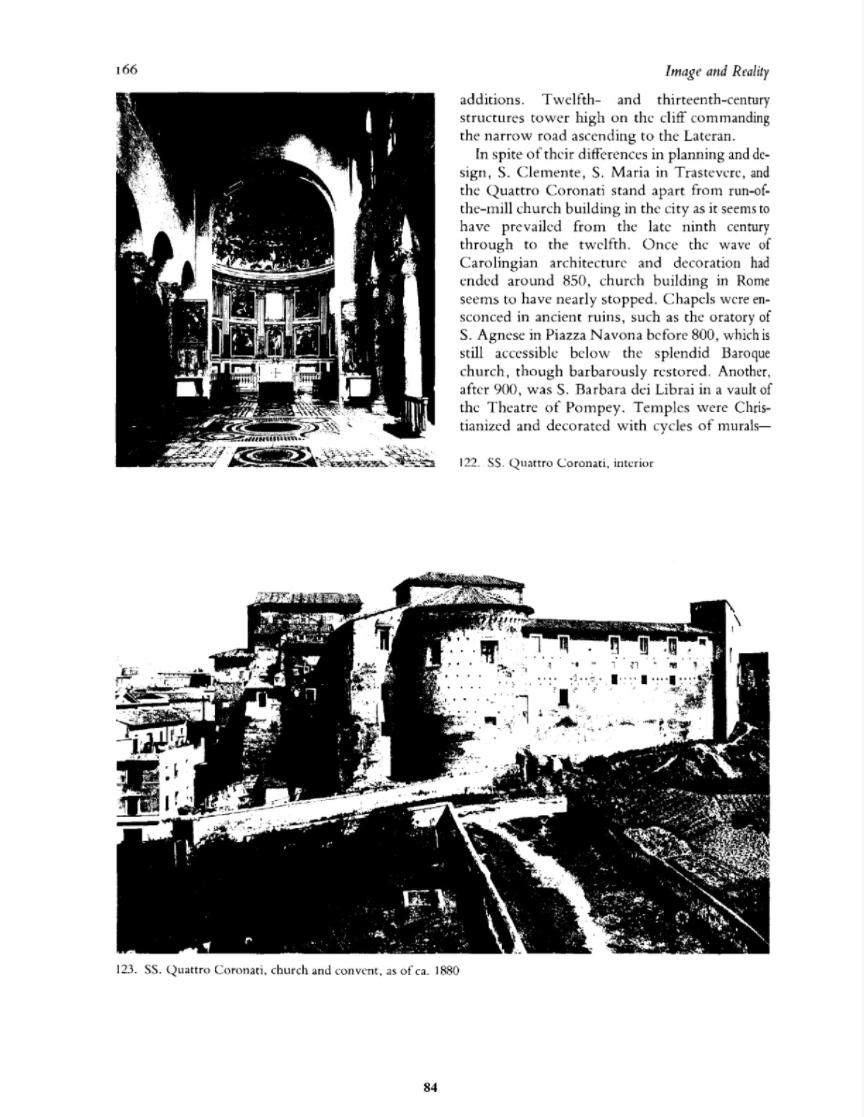 166
Image and Reality
additions. Twelfth- and thirteenth-century
structures tower high on the cliff commanding
the narrow road ascending to the Lateran.
In spite of their differences in planning and de-
sign, S. Clemente, S. Maria in Trastevere, and
the Quattro Coronati stand apart from run-of-
the-mill church building in the city as it seems to
have prevailed from the late ninth century
through to the twelfth. Once the wave of
Carolingian architecture and decoration had
ended around 850, church building in Rome
seems to have nearly stopped. Chapels were en-
sconced in ancient ruins, such as the oratory of
S. Agnese in Piazza Navona before 800, which is
still accessible below the splendid Baroque
church, though barbarously restored. Another,
after 900, was S. Barbara dei Librai in a vault of
the Theatre of Pompey. Temples were Chris-
tianized and decorated with cycles of murals—
122. SS. Quattro Coronati, interior
123. SS. Quattro Coronati, church and convent, as of ca. 1880
84